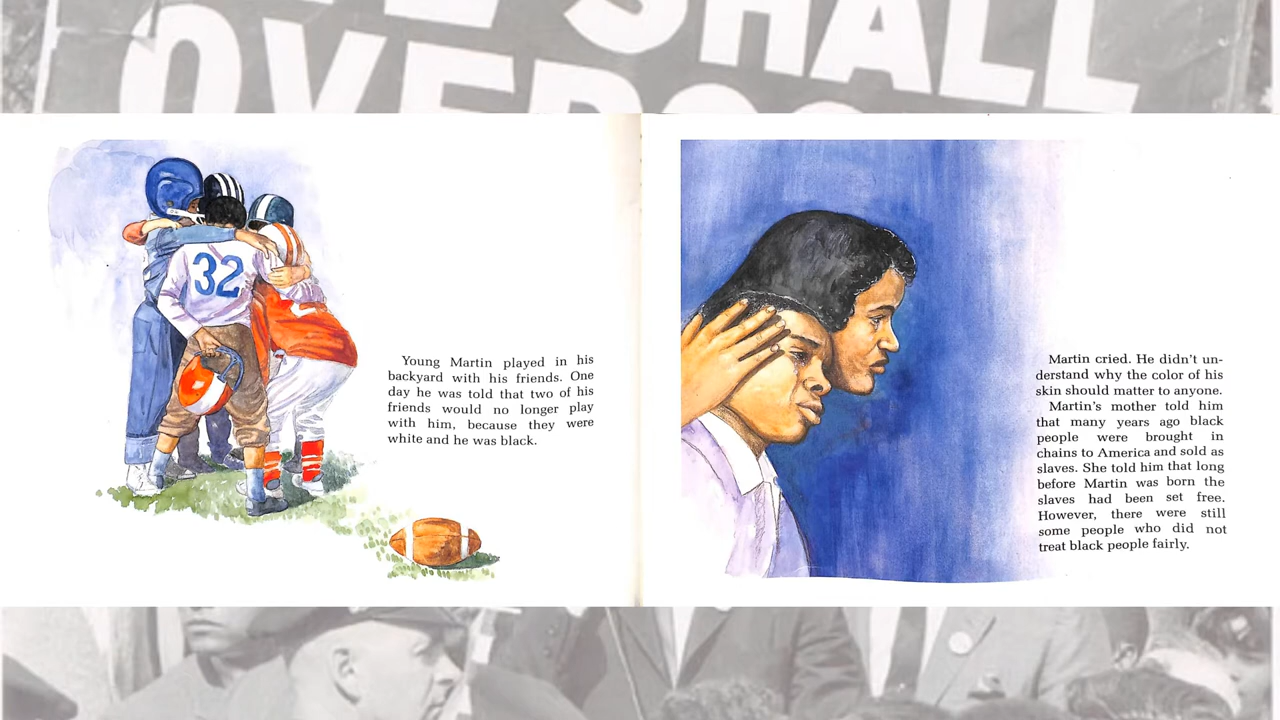 SHALL
Young Martin played in his
backyard with his friends. One
day he was told that two of his
friends would no longer play
with him, because they were
white and he was black.
32
Martin cried. He didn't un-
derstand why the color of his
skin should matter to anyone.
Martin's mother told him
that many years ago black
people were brought in
chains to America and sold as
slaves. She told him that long
before Martin was born the
slaves had been set free.
However, there were still
some people who did not
treat black people fairly.